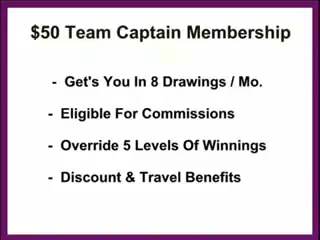 $50 Team Captain Membership
- Get's You In 8 Drawings / Mo.
- Eligible For Commissions
- Override 5 Levels Of Winnings
- Discount & Travel Benefits